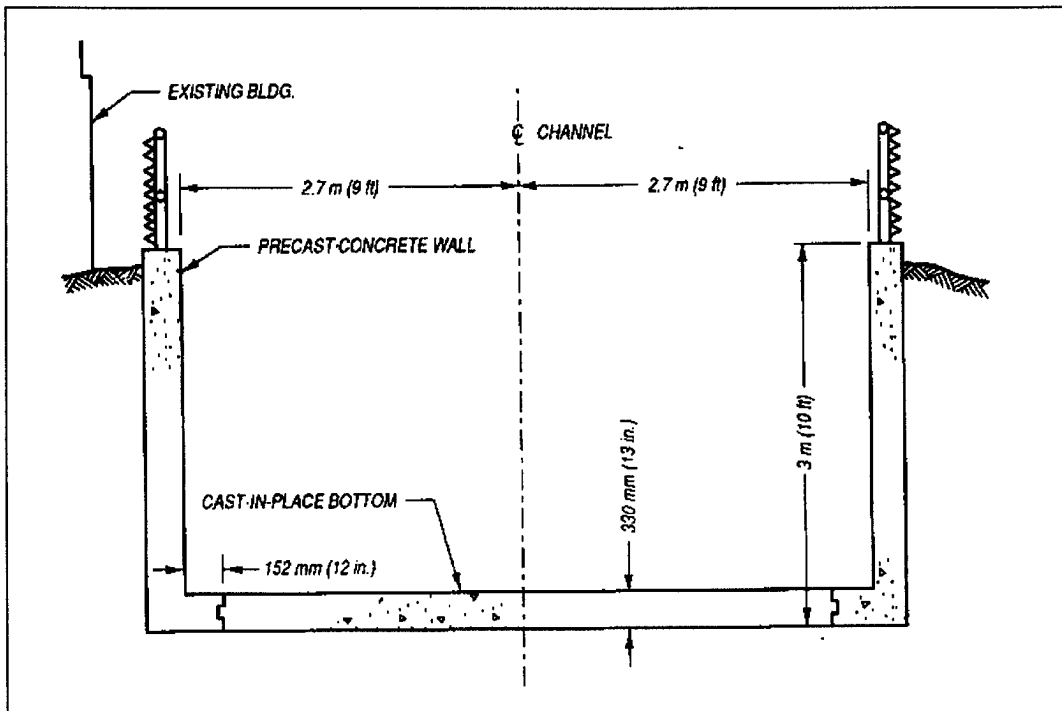 EXISTING BLDG.
℄ CHANNEL
2.7 m (9 ft)
2.7 m (9 ft)
PRECAST-CONCRETE WALL
3 m (10 ft)
330 mm (13 in.)
CAST-IN-PLACE BOTTOM
152 mm (12 in.)